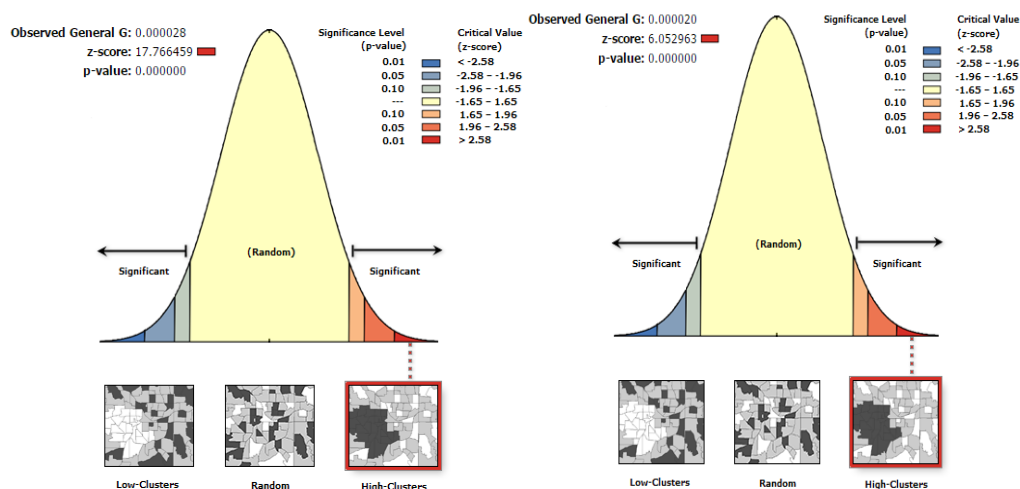 Observed General G: 0.000028
z-score: 17.766459
p-value: 0.000000
Significance Level
(p-value)
Critical Value
(z-score)
0.01 < -2.58
0.05 -2.58 – -1.96
0.10 -1.96 – -1.65
--- -1.65 – 1.65
0.10 1.65 – 1.96
0.05 1.96 – 2.58
0.01 > 2.58
(Random)
Significant
Significant
Low-Clusters
Random
High-Clusters
Observed General G: 0.000020
z-score: 6.052963
p-value: 0.000000
Significance Level
(p-value)
Critical Value
(z-score)
0.01 < -2.58
0.05 -2.58 – -1.96
0.10 -1.96 – -1.65
--- -1.65 – 1.65
0.10 1.65 – 1.96
0.05 1.96 – 2.58
0.01 > 2.58
(Random)
Significant
Significant
Low-Clusters
Random
High-Clusters